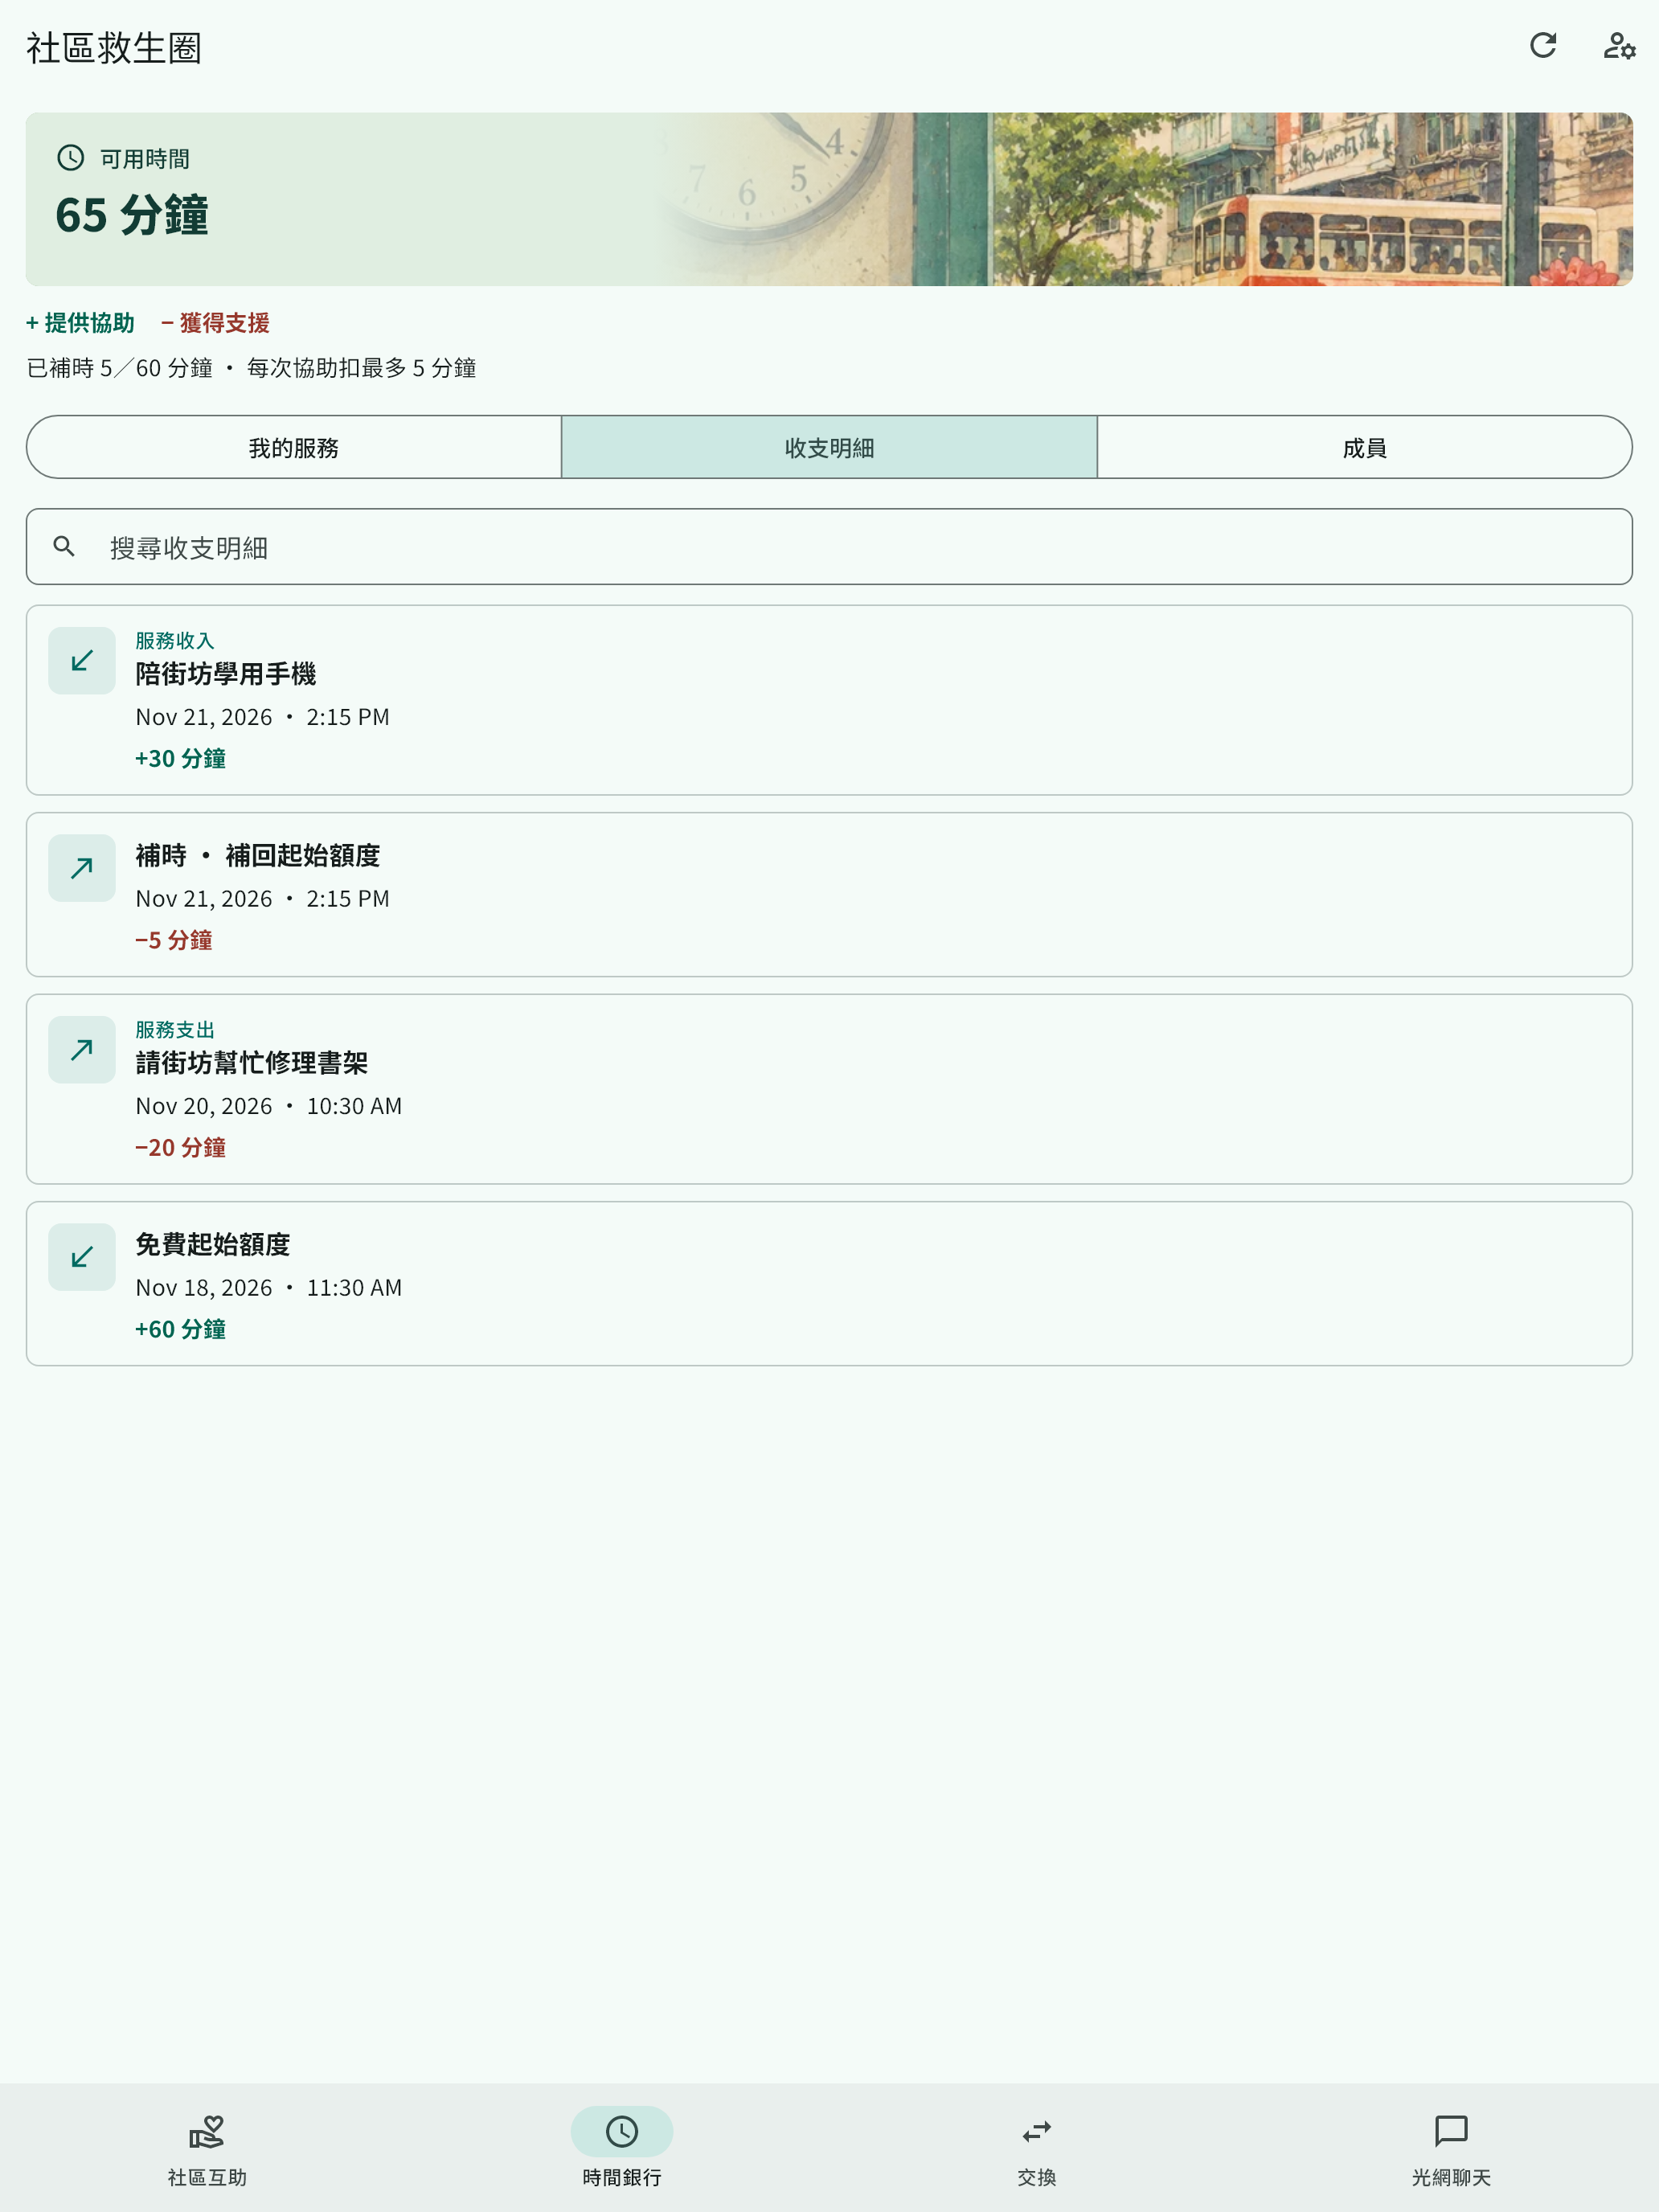 社區救生圈
可用時間
65 分鐘
4
7
6
5
+ 提供協助 − 獲得支援
已補時 5／60 分鐘 • 每次協助扣最多 5 分鐘
我的服務
收支明細
成員
搜尋收支明細
服務收入
陪街坊學用手機
Nov 21, 2026 • 2:15 PM
+30 分鐘
補時 • 補回起始額度
Nov 21, 2026 • 2:15 PM
−5 分鐘
服務支出
請街坊幫忙修理書架
Nov 20, 2026 • 10:30 AM
−20 分鐘
免費起始額度
Nov 18, 2026 • 11:30 AM
+60 分鐘
社區互助
時間銀行
交換
光網聊天